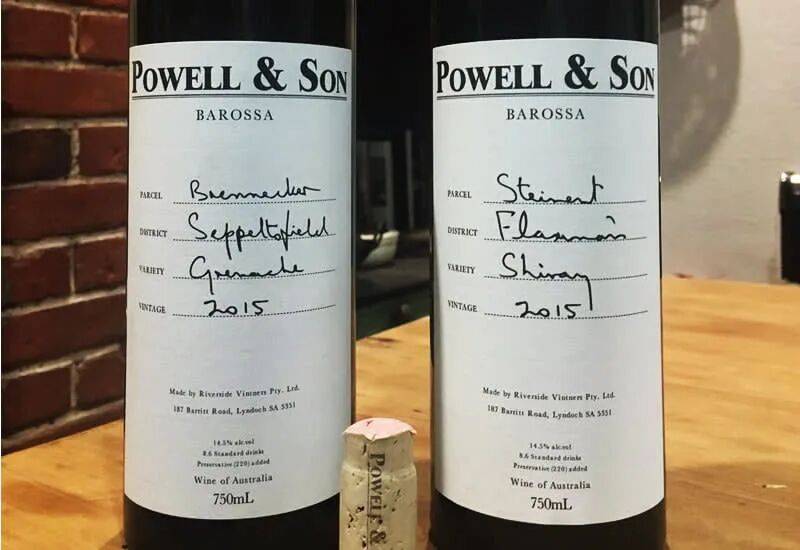 POWELL & SON
BAROSSA
PARCEL Brennecker
DISTRICT Seppeltsfield
VARIETY Grenache
VINTAGE 2015
Made by Riverside Vintners Pty. Ltd.
187 Barritt Road, Lyndoch SA 5351
14.5% alc.vol
8.6 Standard drinks
Preservative (220) added
Wine of Australia
750mL
POWELL & SON
BAROSSA
PARCEL Steinert
DISTRICT Flaxman's
VARIETY Shiraz
VINTAGE 2015
Made by Riverside Vintners Pty. Ltd.
187 Barritt Road, Lyndoch SA 5351
14.5% alc.vol
8.6 Standard drinks
Preservative (220) added
Wine of Australia
750mL
POWELL &